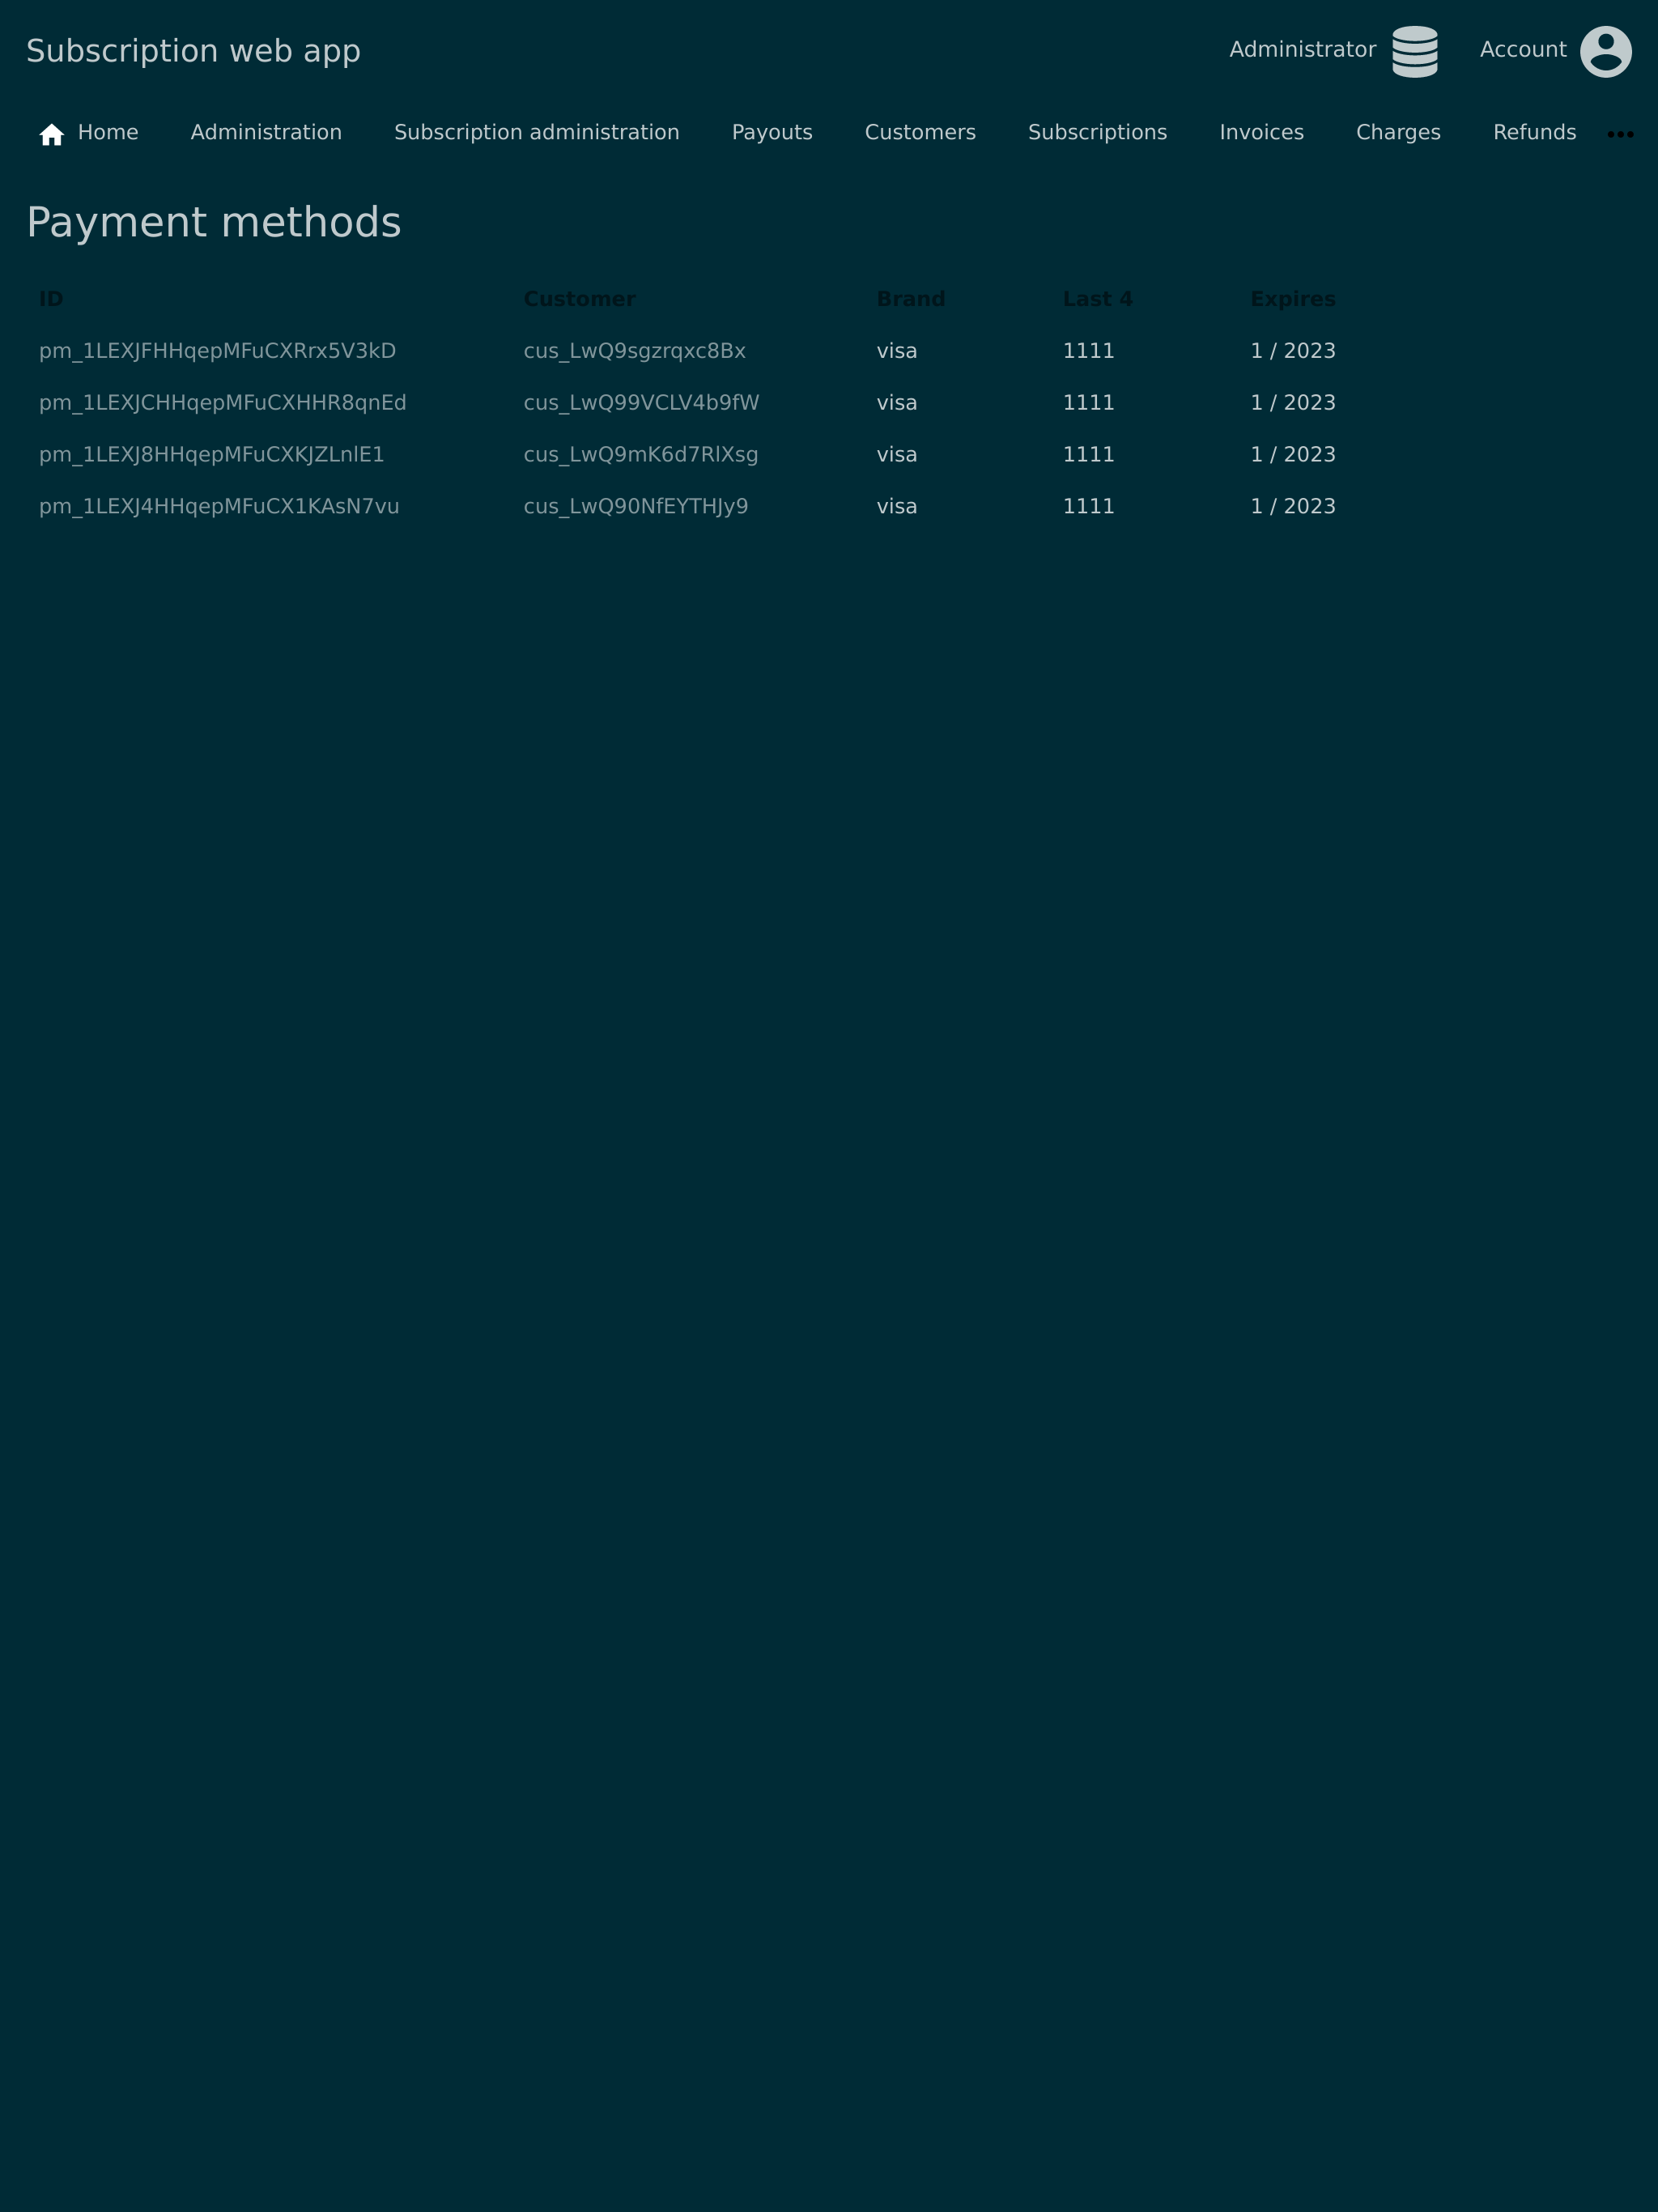 Subscription web app Administrator Account
Home Administration Subscription administration Payouts Customers Subscriptions Invoices Charges Refunds
Payment methods
ID Customer Brand Last 4 Expires
pm_1LEXJFHHqepMFuCXRrx5V3kD cus_LwQ9sgzrqxc8Bx visa 1111 1 / 2023
pm_1LEXJCHHqepMFuCXHHR8qnEd cus_LwQ99VCLV4b9fW visa 1111 1 / 2023
pm_1LEXJ8HHqepMFuCXKJZLnlE1 cus_LwQ9mK6d7RlXsg visa 1111 1 / 2023
pm_1LEXJ4HHqepMFuCX1KAsN7vu cus_LwQ90NfEYTHJy9 visa 1111 1 / 2023